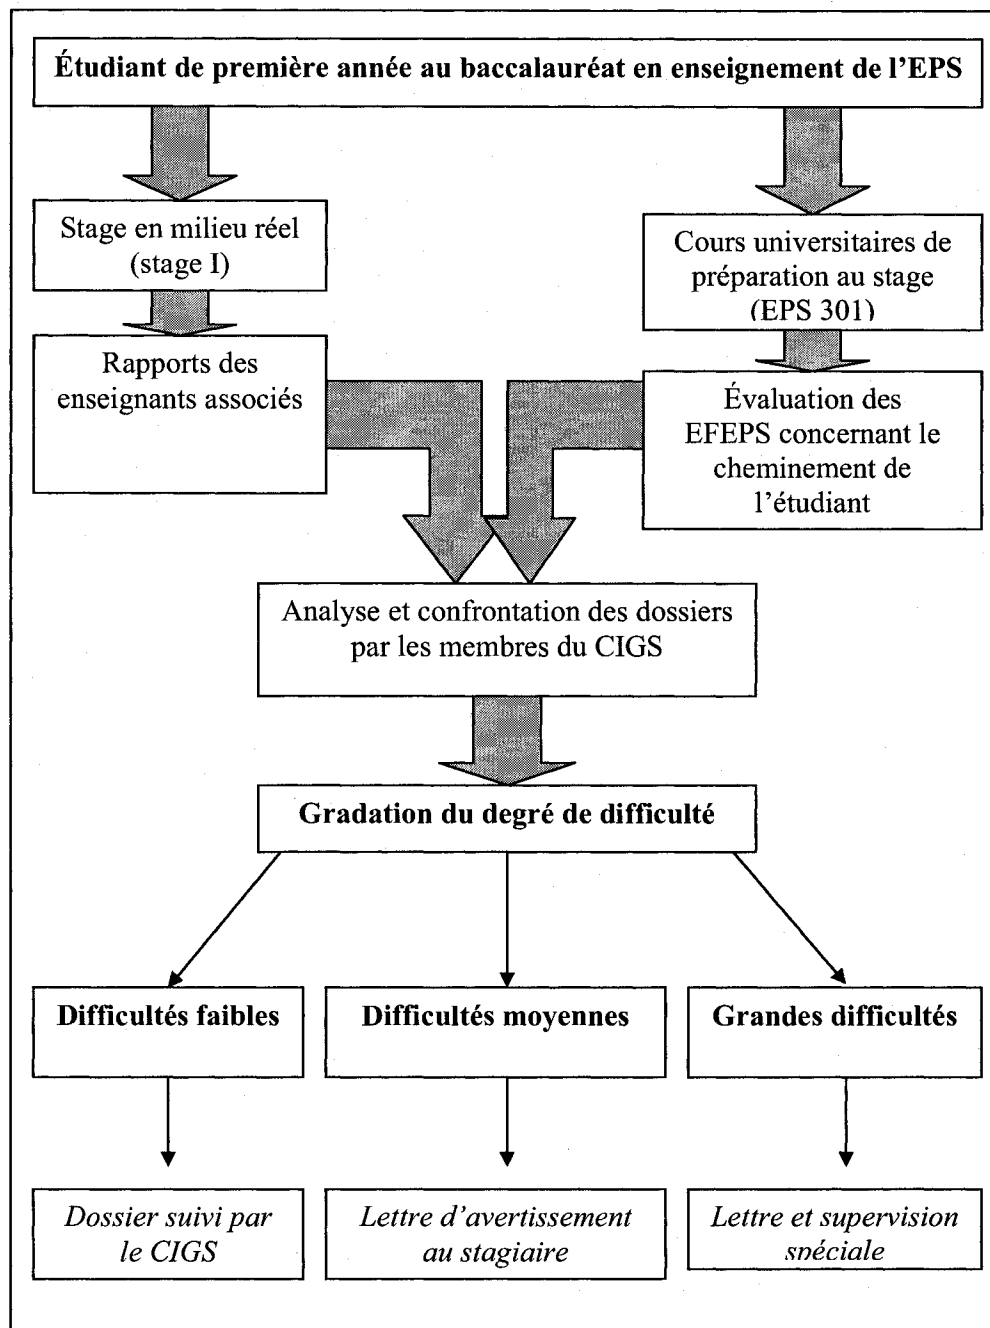 Étudiant de première année au baccalauréat en enseignement de l'EPS
Stage en milieu réel
(stage I)
Cours universitaires de
préparation au stage
(EPS 301)
Rapports des
enseignants associés
Évaluation des
EFEPS concernant le
cheminement de
l'étudiant
Analyse et confrontation des dossiers
par les membres du CIGS
Gradation du degré de difficulté
Difficultés faibles
Difficultés moyennes
Grandes difficultés
Dossier suivi par
le CIGS
Lettre d'avertissement
au stagiaire
Lettre et supervision
spéciale